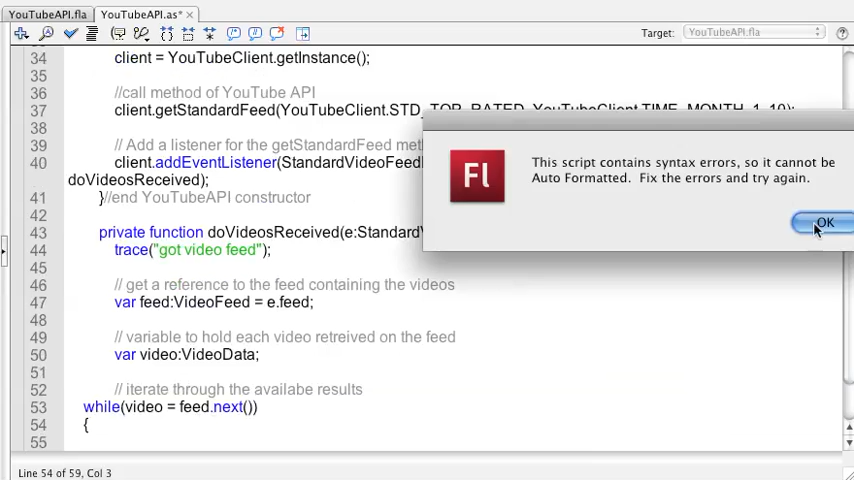 YouTubeAPI.fla YouTubeAPI.as*
Target: YouTubeAPI.fla
34 client = YouTubeClient.getInstance();
35
36 //call method of YouTube API
37 client.getStandardFeed(YouTubeClient.STD_TOP_RATED, YouTubeClient.TIME_MONTH, 1, 10);
38
39 // Add a listener for the getStandardFeed
40 client.addEventListener(StandardVideoFeed
doVideosReceived);
41 }//end YouTubeAPI constructor
42
43 private function doVideosReceived(e:Standard
44 trace("got video feed");
45
46 // get a reference to the feed containing the videos
47 var feed:VideoFeed = e.feed;
48
49 // variable to hold each video retreived on the feed
50 var video:VideoData;
51
52 // iterate through the availabe results
53 while(video = feed.next())
54 {
55
Fl
This script contains syntax errors, so it cannot be
Auto Formatted. Fix the errors and try again.
OK
Line 54 of 59, Col 3